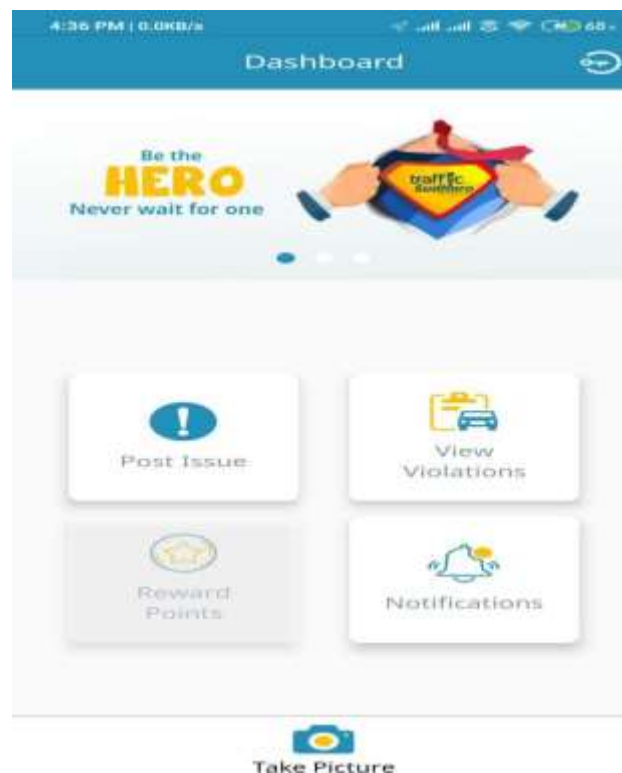 4:36 PM | 0.0KB/s
68
Dashboard
Be the
HERO
Never wait for one
traffic
Post Issue
View
Violations
Reward
Points
Notifications
Take Picture